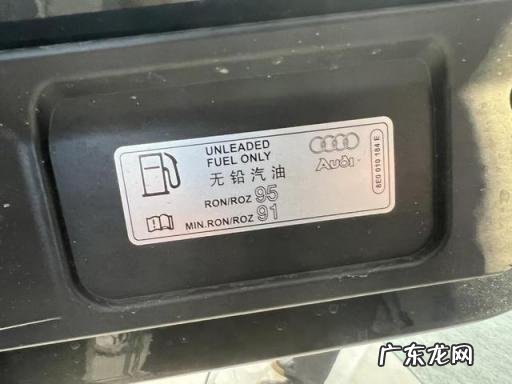 UNLEADED
FUEL ONLY
无铅汽油
RON/ROZ 95
MIN.RON/ROZ 91
Audi
8E0 010 184 E
广东龙网